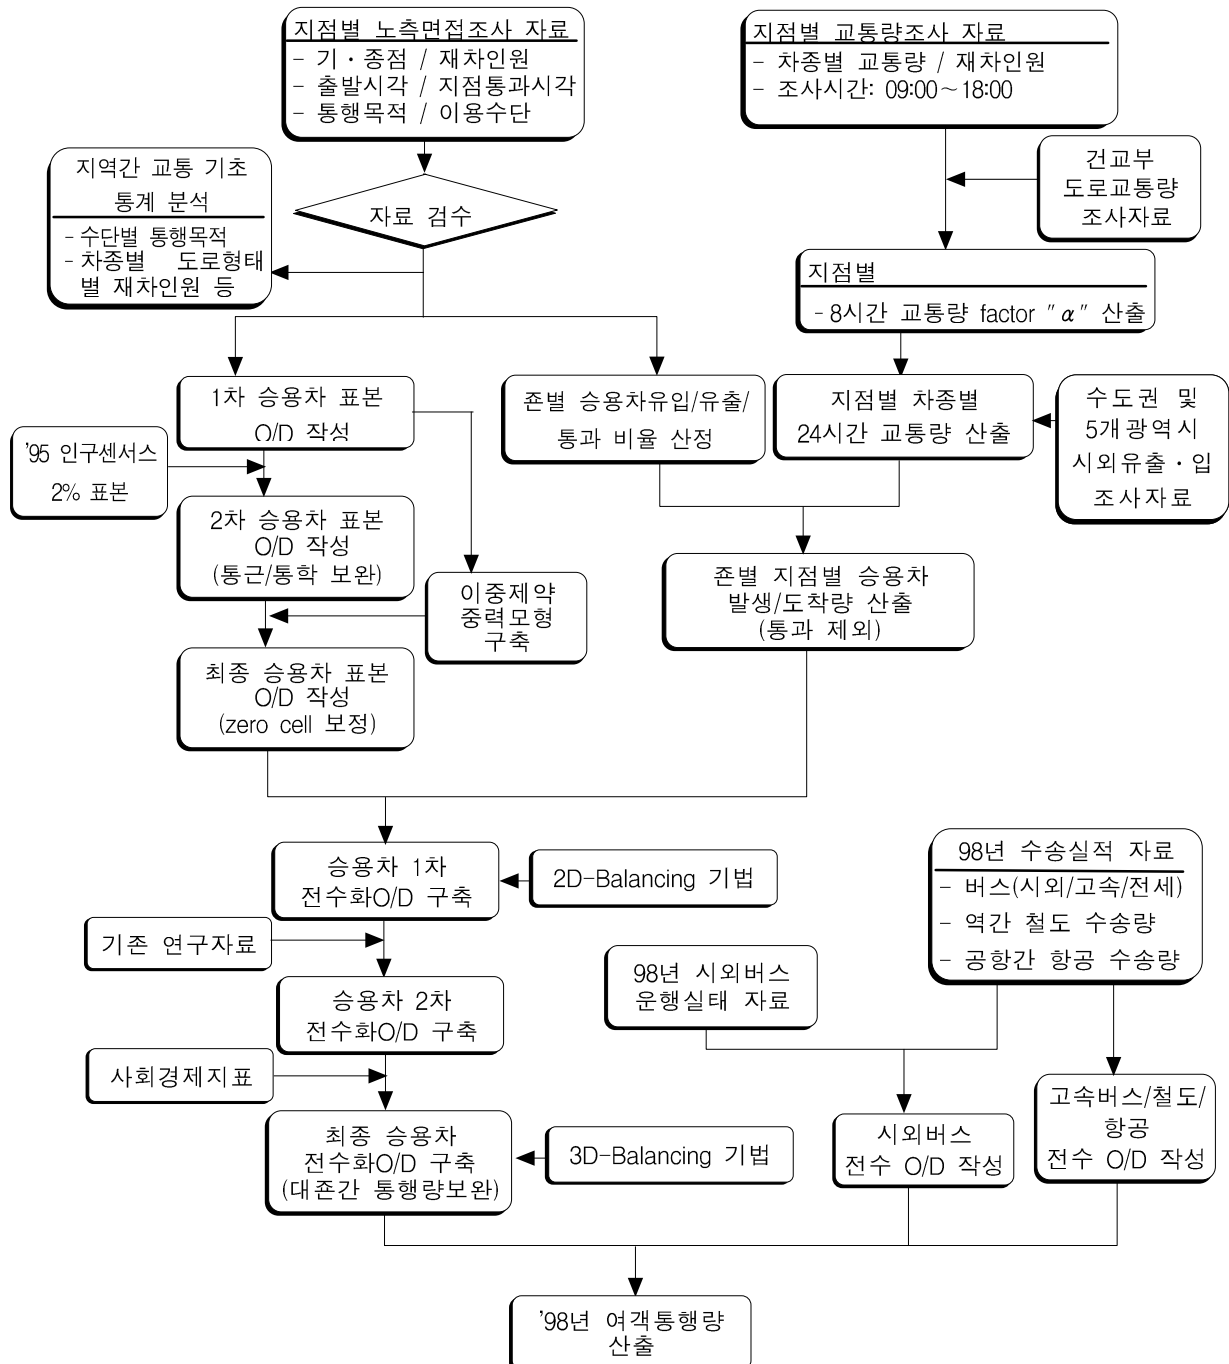 지점별 노측면접조사 자료
- 기·종점 / 재차인원
- 출발시각 / 지점통과시각
- 통행목적 / 이용수단
지점별 교통량조사 자료
- 차종별 교통량 / 재차인원
- 조사시간: 09:00~18:00
건교부
도로교통량
조사자료
지역간 교통 기초
통계 분석
- 수단별 통행목적
- 차종별 도로형태
별 재차인원 등
자료 검수
지점별
- 8시간 교통량 factor "α" 산출
1차 승용차 표본
O/D 작성
존별 승용차유입/유출/
통과 비율 산정
지점별 차종별
24시간 교통량 산출
수도권 및
5개광역시
시외유출·입
조사자료
'95 인구센서스
2% 표본
2차 승용차 표본
O/D 작성
(통근/통학 보완)
이중제약
중력모형
구축
존별 지점별 승용차
발생/도착량 산출
(통과 제외)
최종 승용차 표본
O/D 작성
(zero cell 보정)
승용차 1차
전수화O/D 구축
2D-Balancing 기법
98년 수송실적 자료
- 버스(시외/고속/전세)
- 역간 철도 수송량
- 공항간 항공 수송량
기존 연구자료
98년 시외버스
운행실태 자료
승용차 2차
전수화O/D 구축
사회경제지표
최종 승용차
전수화O/D 구축
(대존간 통행량보완)
3D-Balancing 기법
시외버스
전수 O/D 작성
고속버스/철도/
항공
전수 O/D 작성
'98년 여객통행량
산출